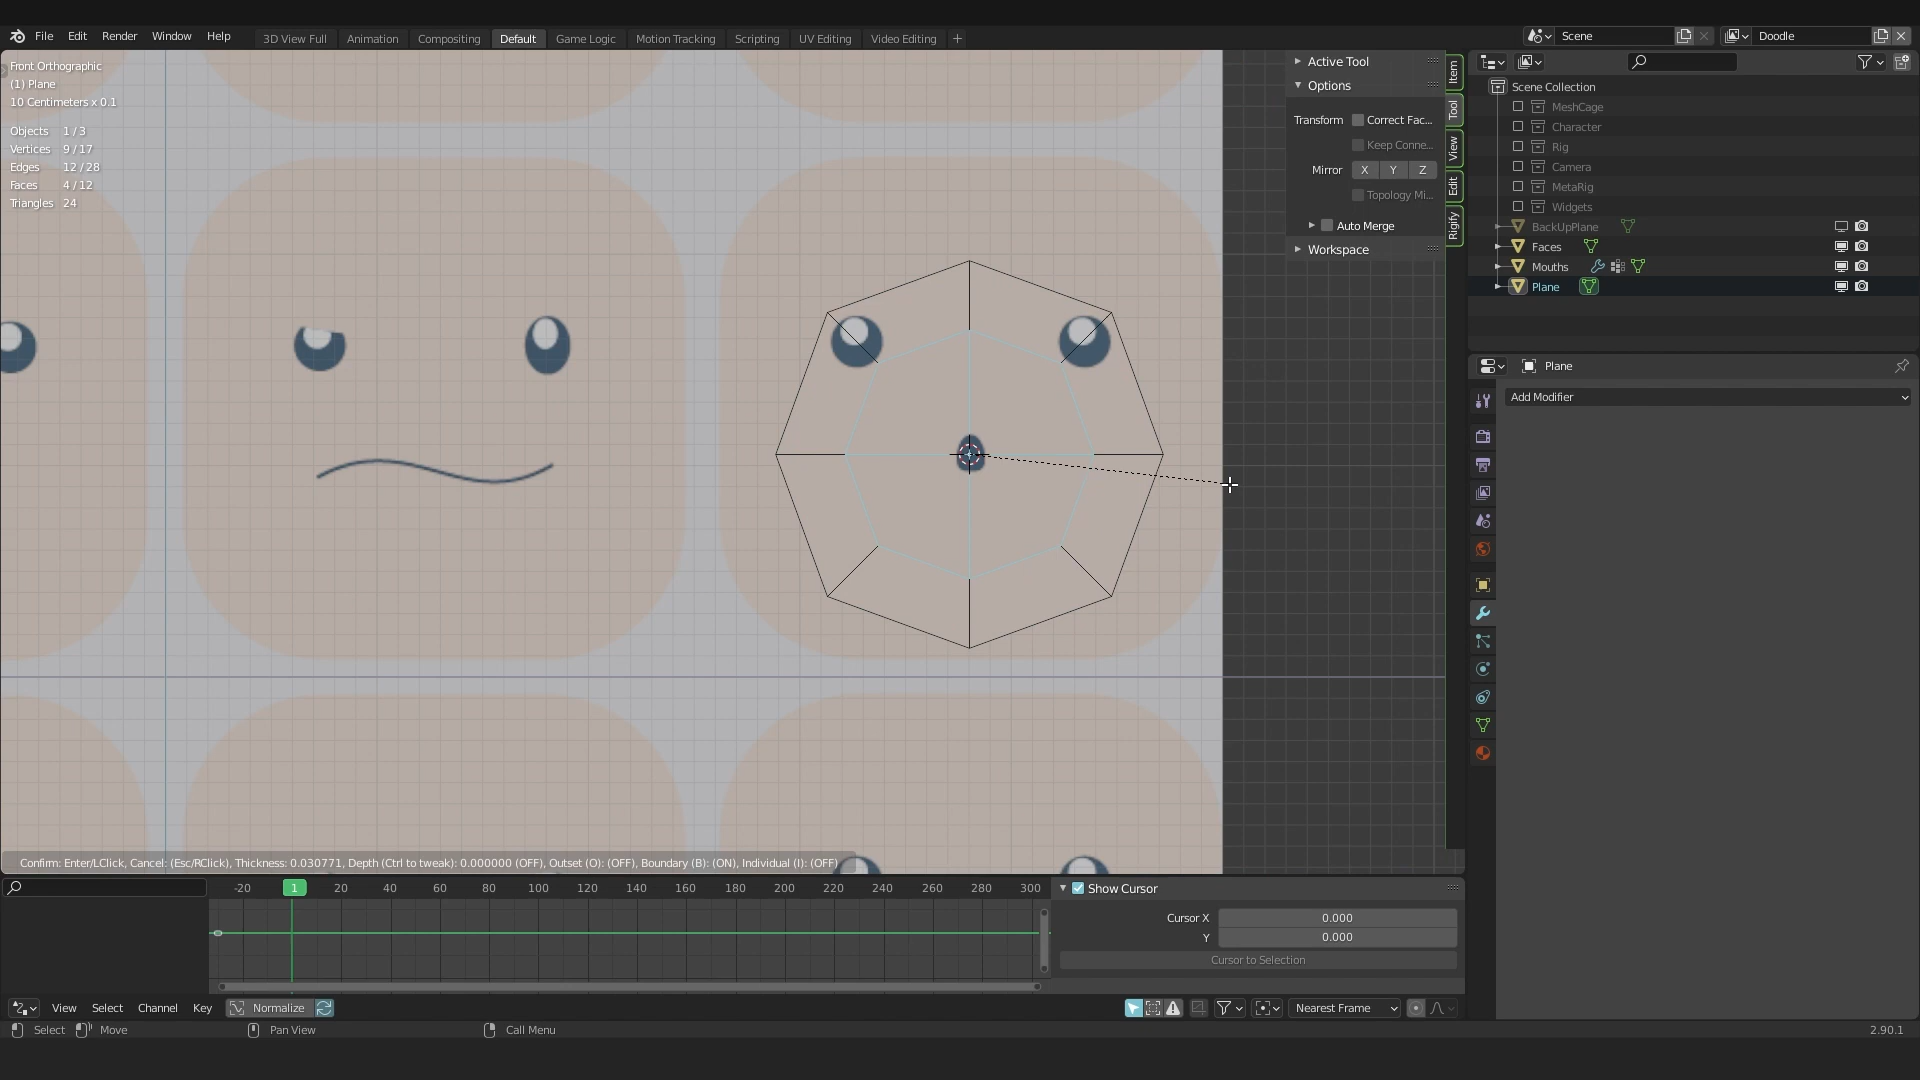 File Edit Render Window Help 3D View Full Animation Compositing Default Game Logic Motion Tracking Scripting UV Editing Video Editing + Scene Doodle
Front Orthographic
(1) Plane
10 Centimeters x 0.1
Objects 1 / 3
Vertices 9 / 17
Edges 12 / 28
Faces 4 / 12
Triangles 24
Active Tool
Options
Transform Correct Fac...
Keep Conne...
Mirror X Y Z
Topology Mi...
Auto Merge
Workspace
Item
Tool
View
Edit
Rigify
Scene Collection
MeshCage
Character
Rig
Camera
MetaRig
Widgets
BackUpPlane
Faces
Mouths
Plane
Plane
Add Modifier
Confirm: Enter/LClick, Cancel: (Esc/RClick), Thickness: 0.030771, Depth (Ctrl to tweak): 0.000000 (OFF), Outset (O): (OFF), Boundary (B): (ON), Individual (I): (OFF)
-20 1 20 40 60 80 100 120 140 160 180 200 220 240 260 280 300
Show Cursor
Cursor X 0.000
Y 0.000
Cursor to Selection
View Select Channel Key Normalize Nearest Frame
Select Move Pan View Call Menu 2.90.1